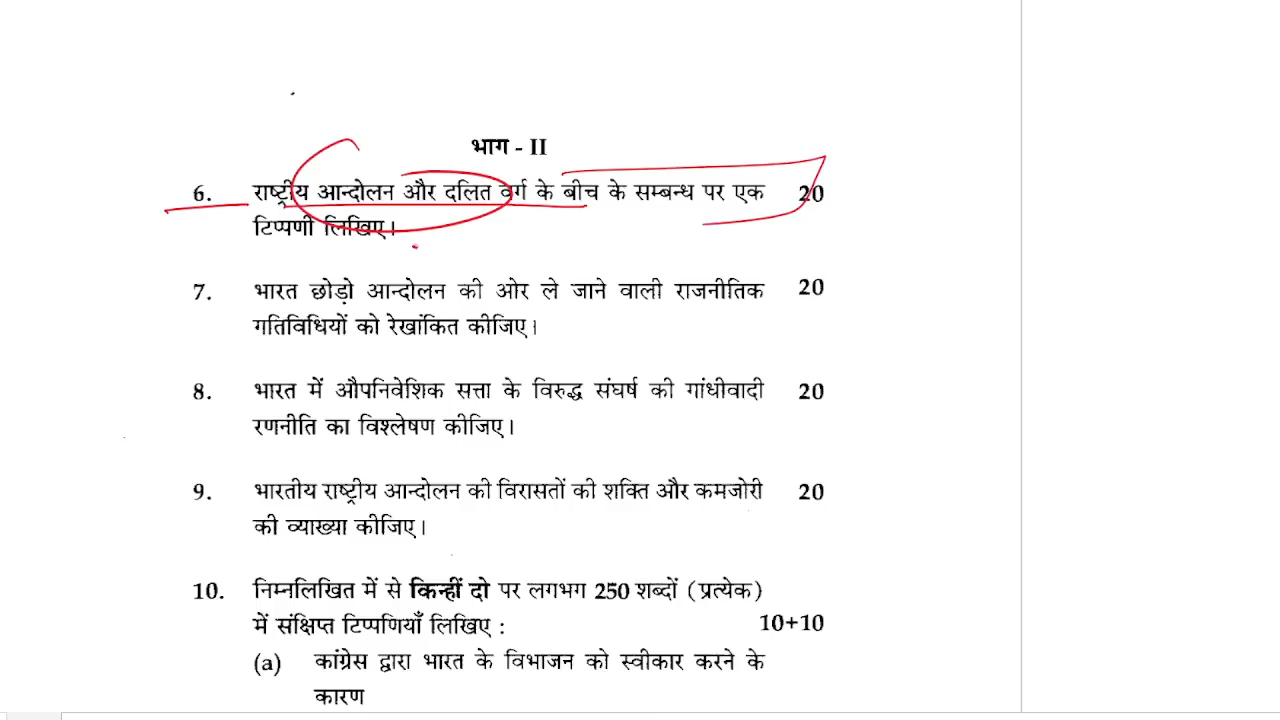 भाग - II
6. राष्ट्रीय आन्दोलन और दलित वर्ग के बीच के सम्बन्ध पर एक 20
टिप्पणी लिखिए।
7. भारत छोड़ो आन्दोलन की ओर ले जाने वाली राजनीतिक 20
गतिविधियों को रेखांकित कीजिए।
8. भारत में औपनिवेशिक सत्ता के विरुद्ध संघर्ष की गांधीवादी 20
रणनीति का विश्लेषण कीजिए।
9. भारतीय राष्ट्रीय आन्दोलन की विरासतों की शक्ति और कमजोरी 20
की व्याख्या कीजिए।
10. निम्नलिखित में से किन्हीं दो पर लगभग 250 शब्दों (प्रत्येक)
में संक्षिप्त टिप्पणियाँ लिखिए : 10+10
(a) कांग्रेस द्वारा भारत के विभाजन को स्वीकार करने के
कारण